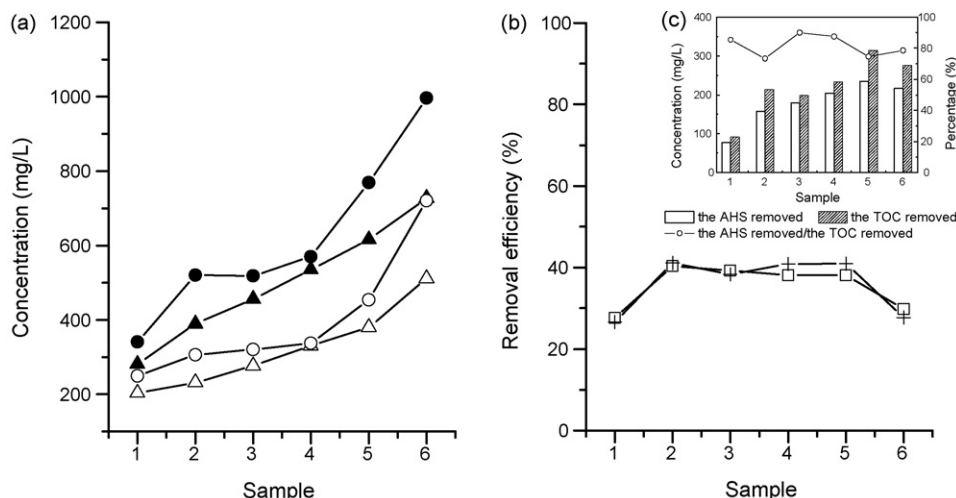 (a)
1200
1000
800
600
400
200
Concentration (mg/L)
1 2 3 4 5 6
Sample
(b)
100
80
60
40
20
0
Removal efficiency (%)
1 2 3 4 5 6
Sample
(c)
400
300
200
100
0
Concentration (mg/L)
100
80
60
40
20
0
Percentage (%)
1 2 3 4 5 6
Sample
the AHS removed the TOC removed
the AHS removed/the TOC removed